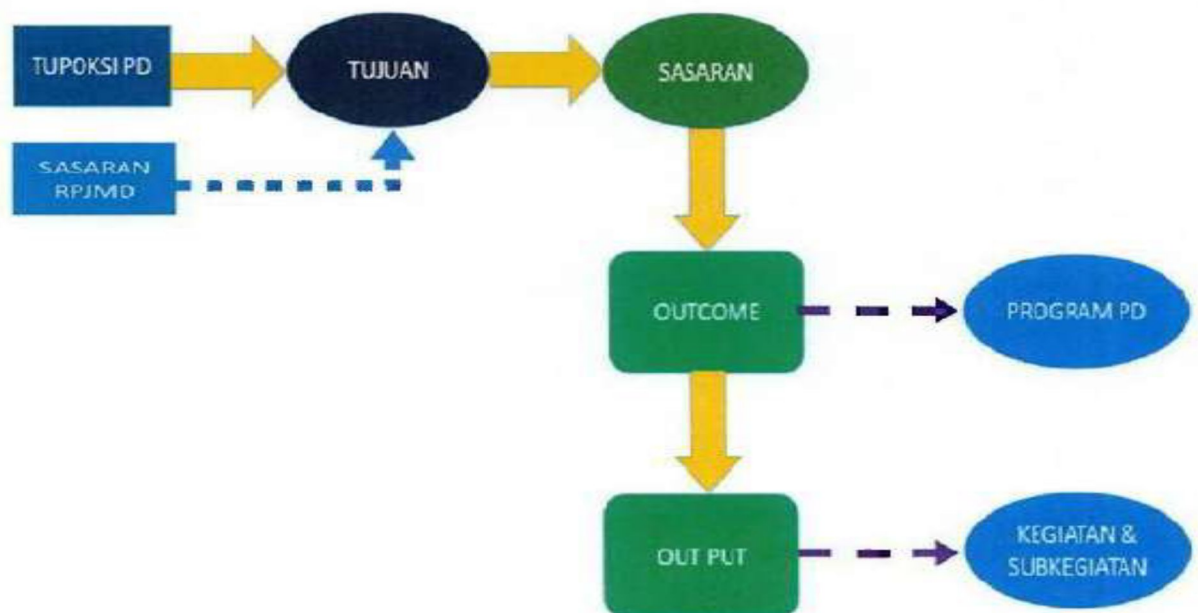 TUPOKSI PD
TUJUAN
SASARAN
SASARAN
RPJMD
OUTCOME
PROGRAM PD
OUT PUT
KEGIATAN &
SUBKEGIATAN